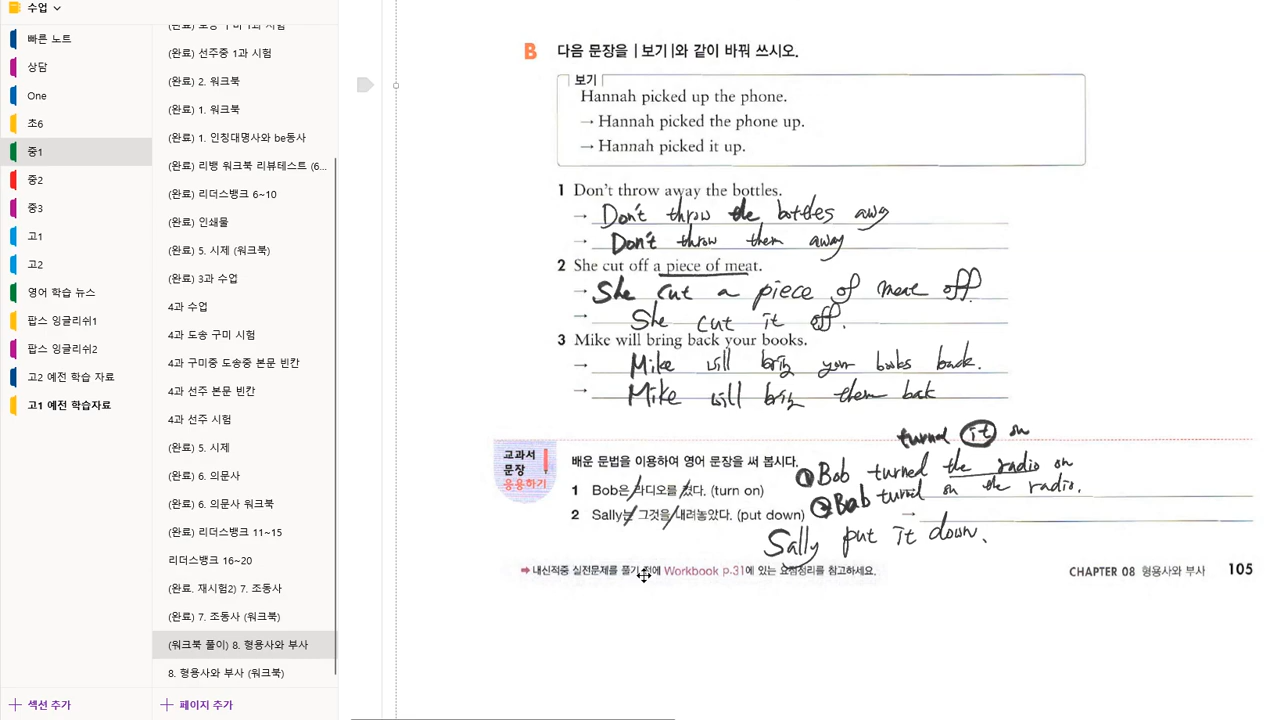 수업
빠른 노트
상담
One
초6
중1
중2
중3
고1
고2
영어 학습 뉴스
팝스 잉글리쉬1
팝스 잉글리쉬2
고2 예전 학습 자료
고1 예전 학습자료
섹션 추가
(완료) 선주중 1과 시험
(완료) 2. 워크북
(완료) 1. 워크북
(완료) 1. 인칭대명사와 be동사
(완료) 리뱅 워크북 리뷰테스트 (6...
(완료) 리더스뱅크 6~10
(완료) 인쇄물
(완료) 5. 시제 (워크북)
(완료) 3과 수업
4과 수업
4과 도송 구미 시험
4과 구미중 도송중 본문 빈칸
4과 선주 본문 빈칸
4과 선주 시험
(완료) 5. 시제
(완료) 6. 의문사
(완료) 6. 의문사 워크북
(완료) 리더스뱅크 11~15
리더스뱅크 16~20
(완료. 재시험2) 7. 조동사
(완료) 7. 조동사 (워크북)
(워크북 풀이) 8. 형용사와 부사
8. 형용사와 부사 (워크북)
페이지 추가
B 다음 문장을 |보기|와 같이 바꿔 쓰시오.
보기
Hannah picked up the phone.
→ Hannah picked the phone up.
→ Hannah picked it up.
1 Don't throw away the bottles.
→ Don't throw the bottles away
→ Don't throw them away
2 She cut off a piece of meat.
→ She cut a piece of meat off.
→ She cut it off.
3 Mike will bring back your books.
→ Mike will bring your books back.
→ Mike will bring them back
turned it on
교과서
문장
응용하기
배운 문법을 이용하여 영어 문장을 써 봅시다.
1 Bob은 라디오를 켰다. (turn on)
① Bob turned the radio on
② Bob turned on the radio.
2 Sally는 그것을 내려놓았다. (put down)
→
Sally put it down.
➡ 내신적중 실전문제를 풀기 전에 Workbook p.31에 있는 요점정리를 참고하세요.
CHAPTER 08 형용사와 부사 105